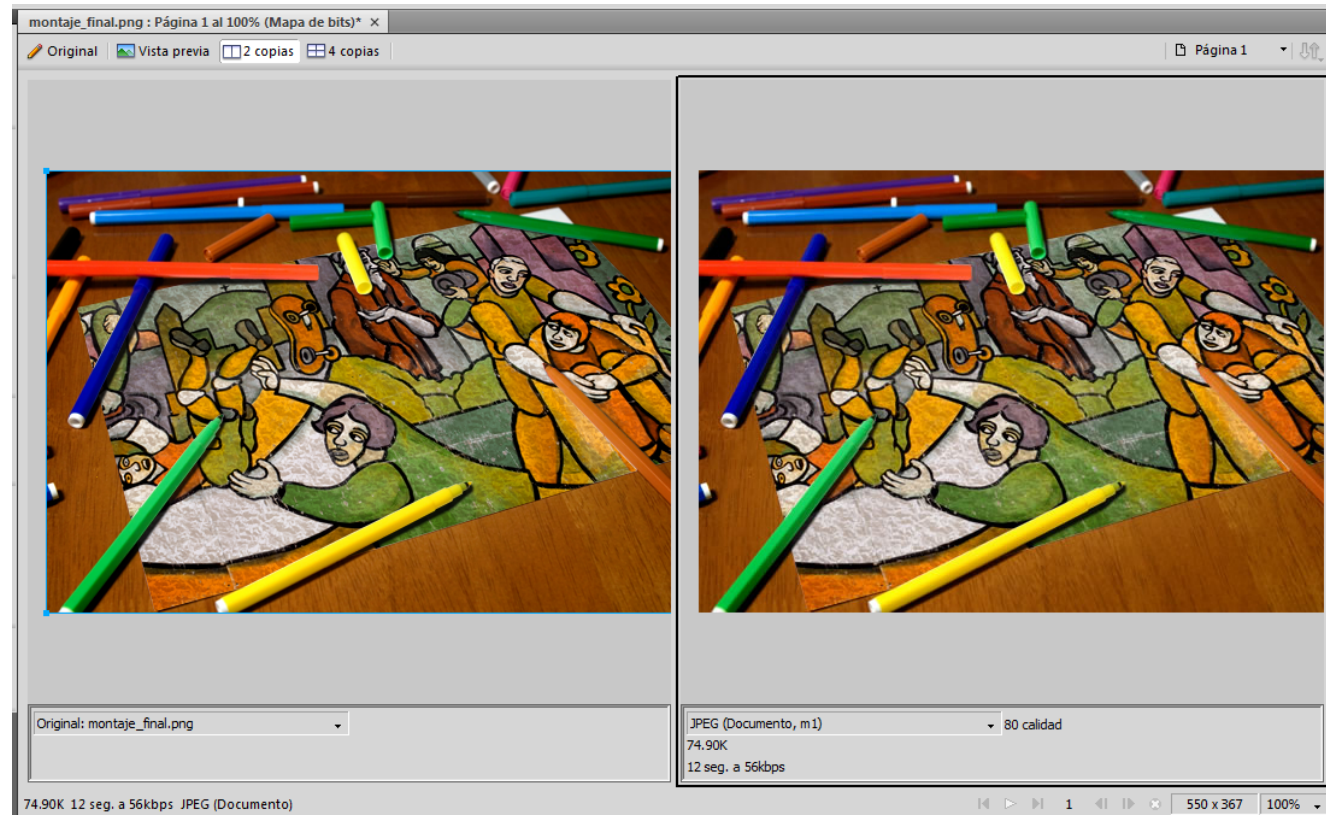 montaje_final.png : Página 1 al 100% (Mapa de bits)* ×
Original Vista previa 2 copias 4 copias Página 1
Original: montaje_final.png
JPEG (Documento, m1) 80 calidad
74.90K
12 seg. a 56kbps
74.90K 12 seg. a 56kbps JPEG (Documento) 1 550 x 367 100%